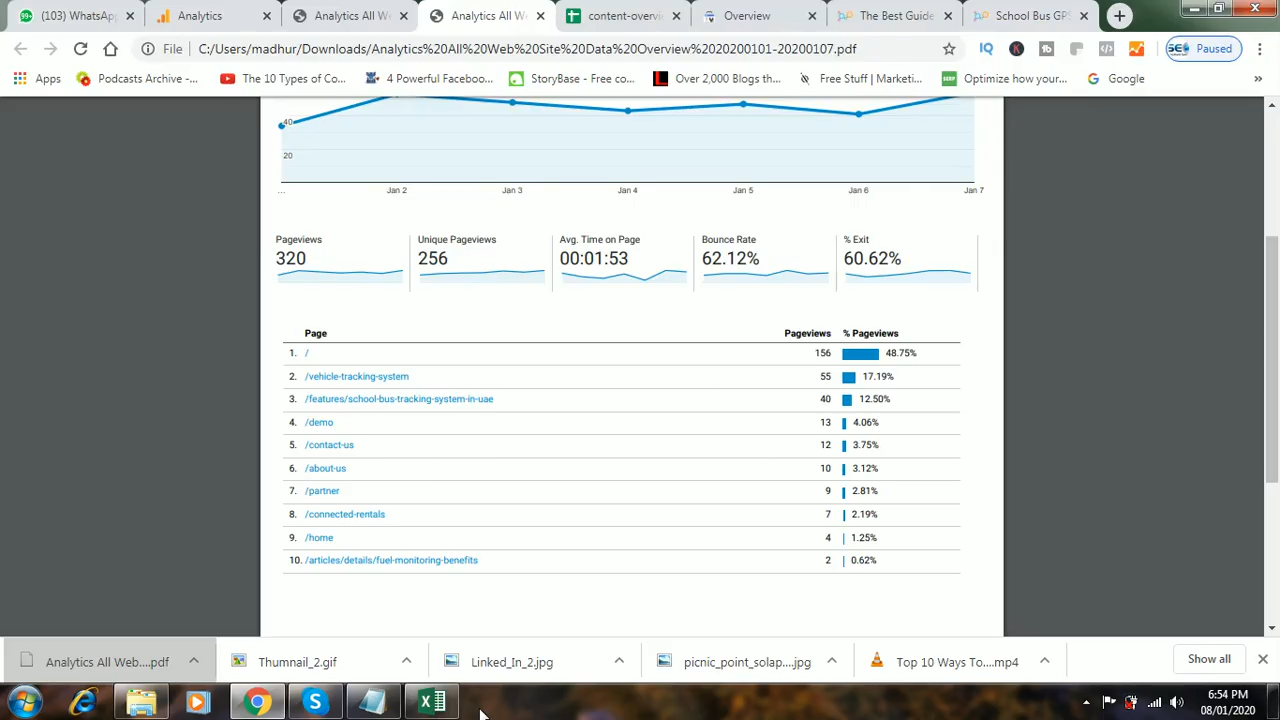 (103) WhatsApp
Analytics
Analytics All W
Analytics All W
content-overvi
Overview
The Best Guide
School Bus GPS
File
C:/Users/madhur/Downloads/Analytics%20All%20Web%20Site%20Data%20Overview%2020200101-20200107.pdf
Paused
Apps
Podcasts Archive -...
The 10 Types of Co...
4 Powerful Faceboo...
StoryBase - Free co...
Over 2,000 Blogs th...
Free Stuff | Marketi...
Optimize how your...
Google
»
40
20
... Jan 2 Jan 3 Jan 4 Jan 5 Jan 6 Jan 7
Pageviews Unique Pageviews Avg. Time on Page Bounce Rate % Exit
320 256 00:01:53 62.12% 60.62%
Page Pageviews % Pageviews
1. / 156 48.75%
2. /vehicle-tracking-system 55 17.19%
3. /features/school-bus-tracking-system-in-uae 40 12.50%
4. /demo 13 4.06%
5. /contact-us 12 3.75%
6. /about-us 10 3.12%
7. /partner 9 2.81%
8. /connected-rentals 7 2.19%
9. /home 4 1.25%
10. /articles/details/fuel-monitoring-benefits 2 0.62%
Analytics All Web....pdf
Thumnail_2.gif
Linked_In_2.jpg
picnic_point_solap....jpg
Top 10 Ways To....mp4
Show all
6:54 PM
08/01/2020